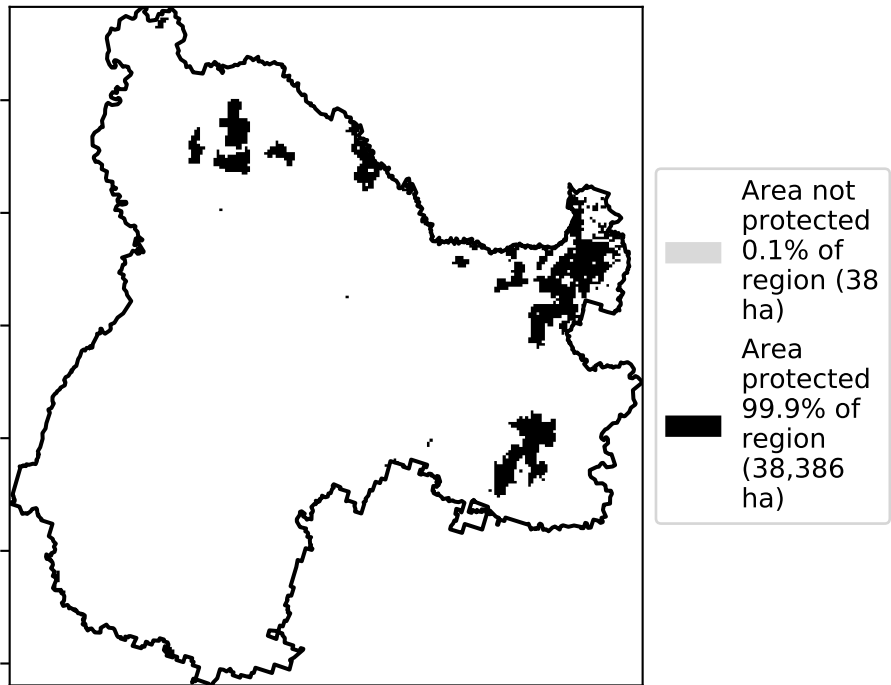 Area not
protected
0.1% of
region (38
ha)
Area
protected
99.9% of
region
(38,386
ha)